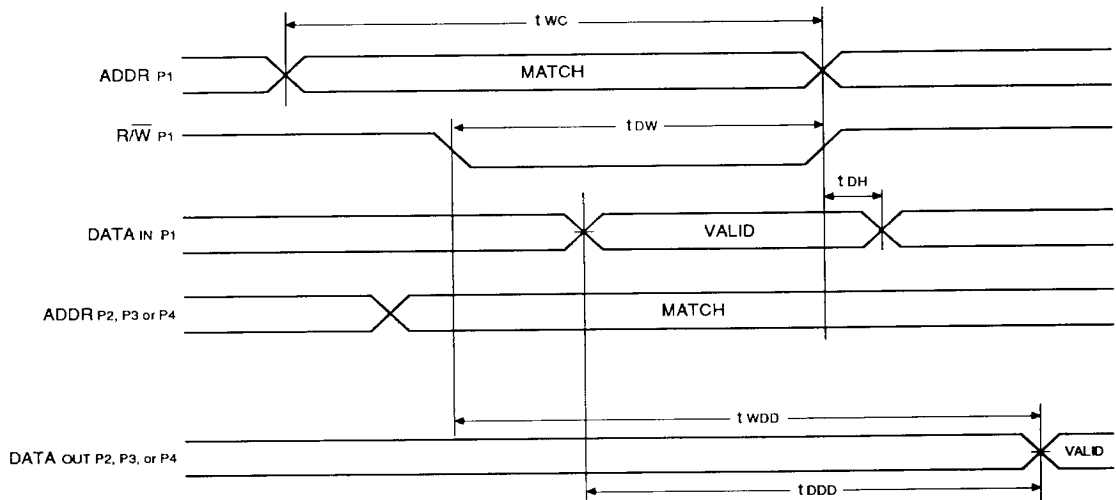 t WC
ADDR P1
MATCH
R/W̅ P1
t DW
t DH
DATA IN P1
VALID
ADDR P2, P3 or P4
MATCH
t WDD
DATA OUT P2, P3, or P4
VALID
t DDD